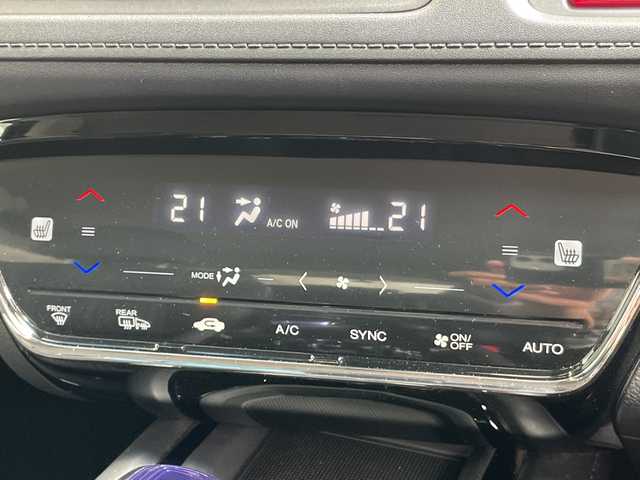 21 A/C ON 21
MODE
FRONT REAR A/C SYNC ON/OFF AUTO